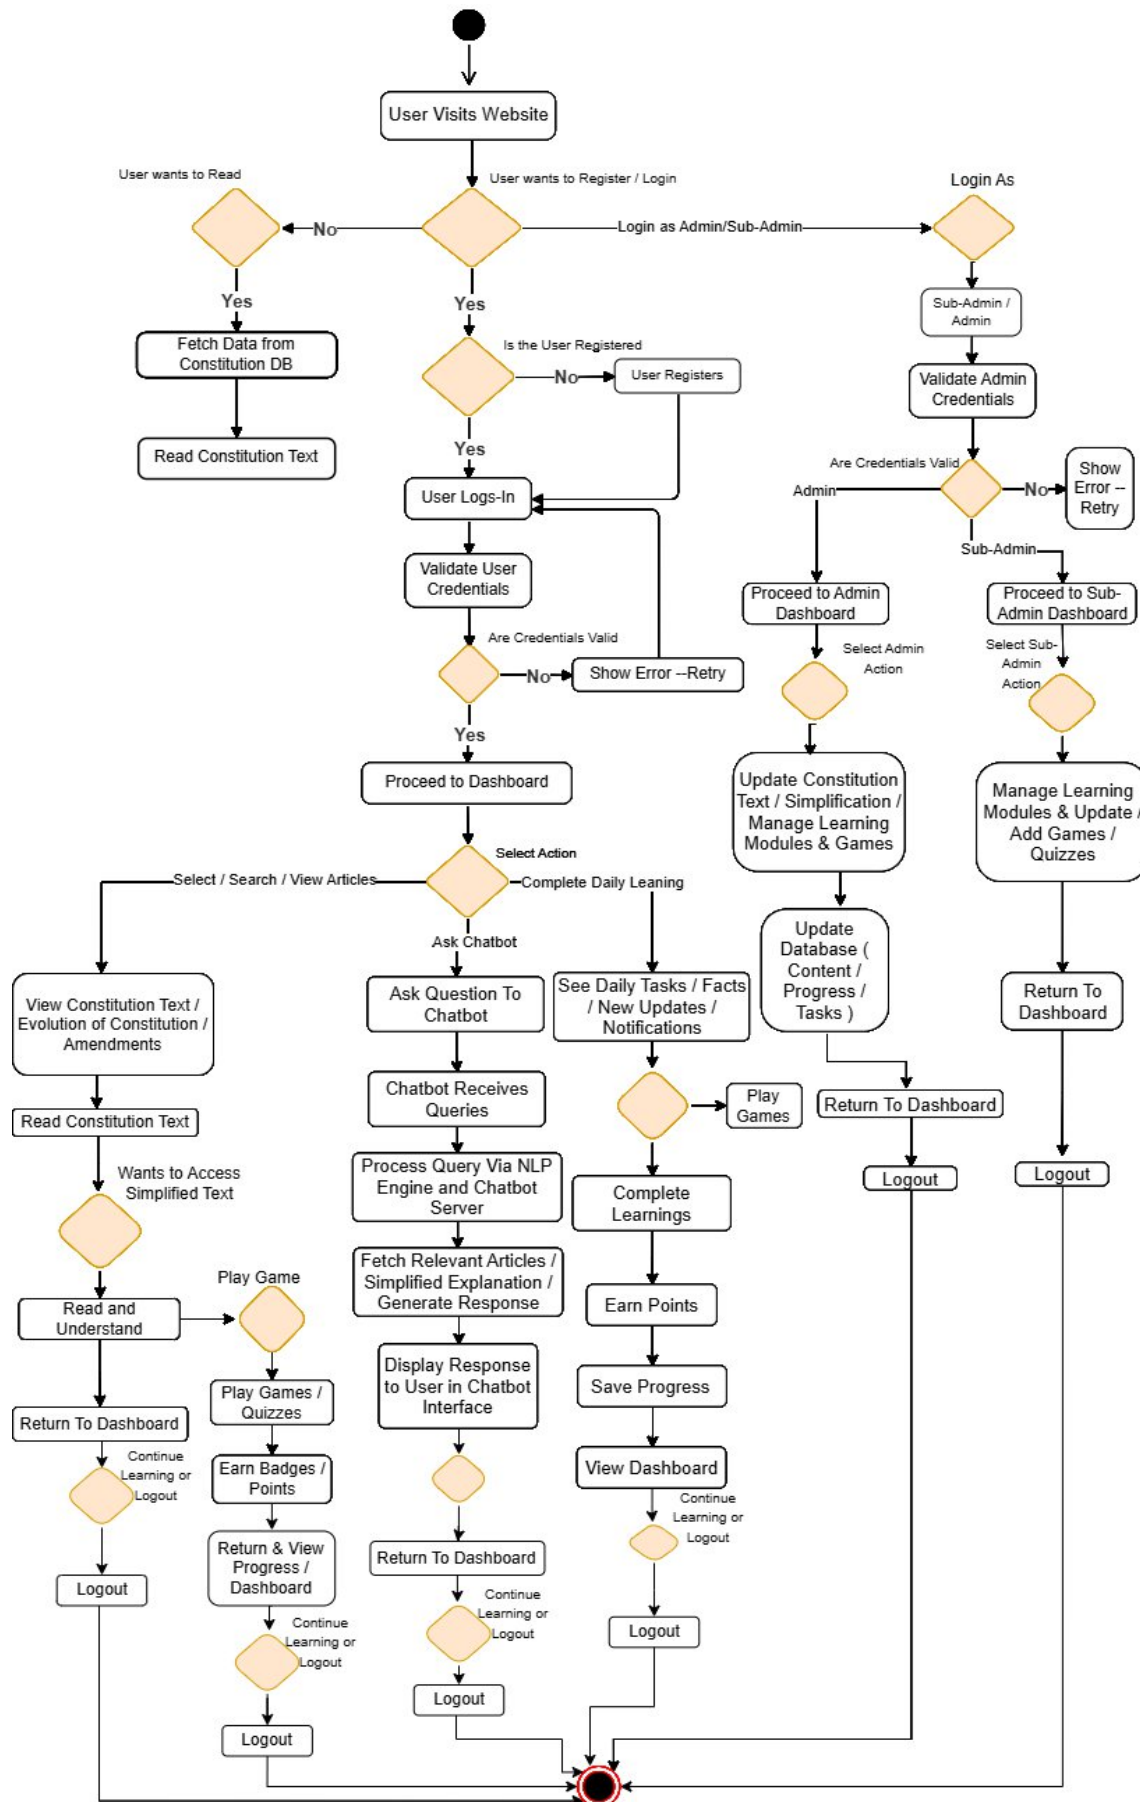 User Visits Website
User wants to Read
User wants to Register / Login
Login As
No
Login as Admin/Sub-Admin
Yes
Yes
Sub-Admin /
Admin
Fetch Data from
Constitution DB
Is the User Registered
No
User Registers
Validate Admin
Credentials
Read Constitution Text
Yes
Are Credentials Valid
Show
Error --
Retry
No
Admin
User Logs-In
Sub-Admin
Validate User
Credentials
Proceed to Admin
Dashboard
Proceed to Sub-
Admin Dashboard
Are Credentials Valid
No
Show Error --Retry
Select Admin
Action
Select Sub-
Admin
Action
Yes
Proceed to Dashboard
Update Constitution
Text / Simplification /
Manage Learning
Modules & Games
Manage Learning
Modules & Update /
Add Games /
Quizzes
Select Action
Select / Search / View Articles
Complete Daily Leaning
Ask Chatbot
Update
Database (
Content /
Progress /
Tasks )
View Constitution Text /
Evolution of Constitution /
Amendments
Ask Question To
Chatbot
See Daily Tasks / Facts
/ New Updates /
Notifications
Return To
Dashboard
Chatbot Receives
Queries
Play
Games
Return To Dashboard
Read Constitution Text
Wants to Access
Simplified Text
Process Query Via NLP
Engine and Chatbot
Server
Complete
Learnings
Logout
Logout
Fetch Relevant Articles /
Simplified Explanation /
Generate Response
Play Game
Read and
Understand
Earn Points
Display Response
to User in Chatbot
Interface
Play Games /
Quizzes
Save Progress
Return To Dashboard
Continue
Learning or
Logout
Earn Badges /
Points
View Dashboard
Continue
Learning or
Logout
Return & View
Progress /
Dashboard
Return To Dashboard
Logout
Continue
Learning or
Logout
Continue
Learning or
Logout
Logout
Logout
Logout